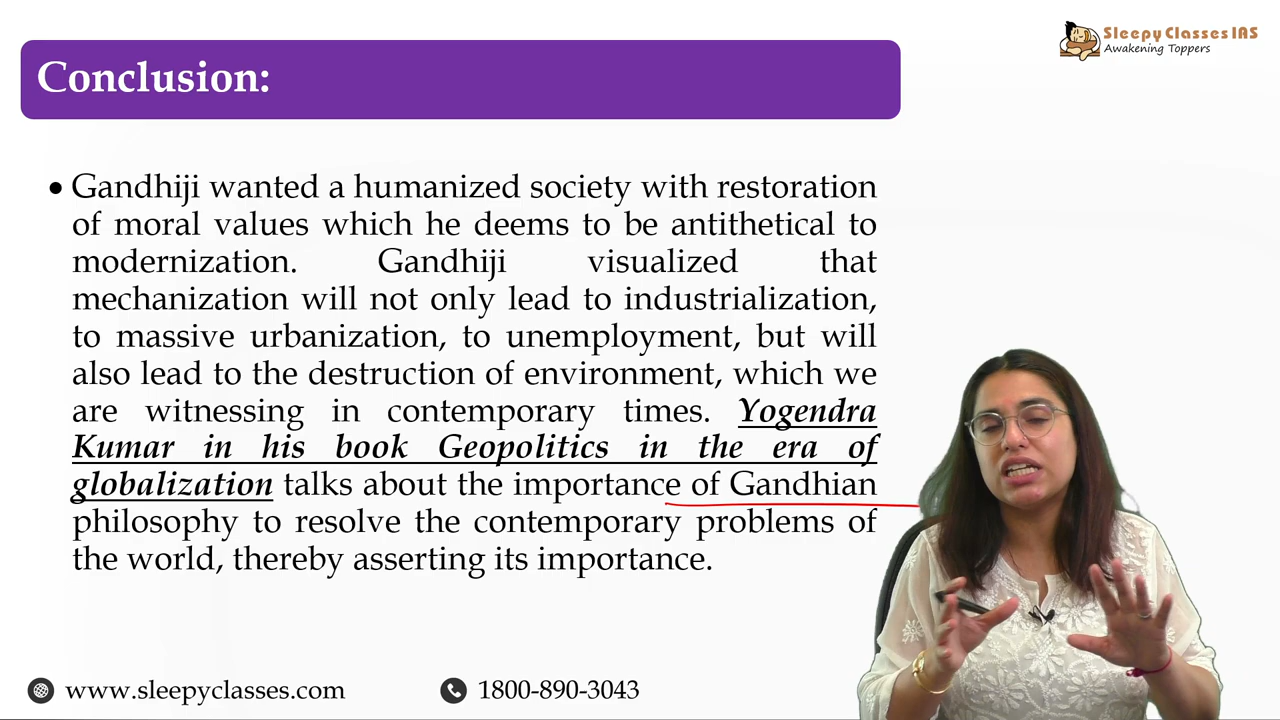 Sleepy Classes IAS
Awakening Toppers
Conclusion:
• Gandhiji wanted a humanized society with restoration
of moral values which he deems to be antithetical to
modernization. Gandhiji visualized that
mechanization will not only lead to industrialization,
to massive urbanization, to unemployment, but will
also lead to the destruction of environment, which we
are witnessing in contemporary times. Yogendra
Kumar in his book Geopolitics in the era of
globalization talks about the importance of Gandhian
philosophy to resolve the contemporary problems of
the world, thereby asserting its importance.
www.sleepyclasses.com
1800-890-3043